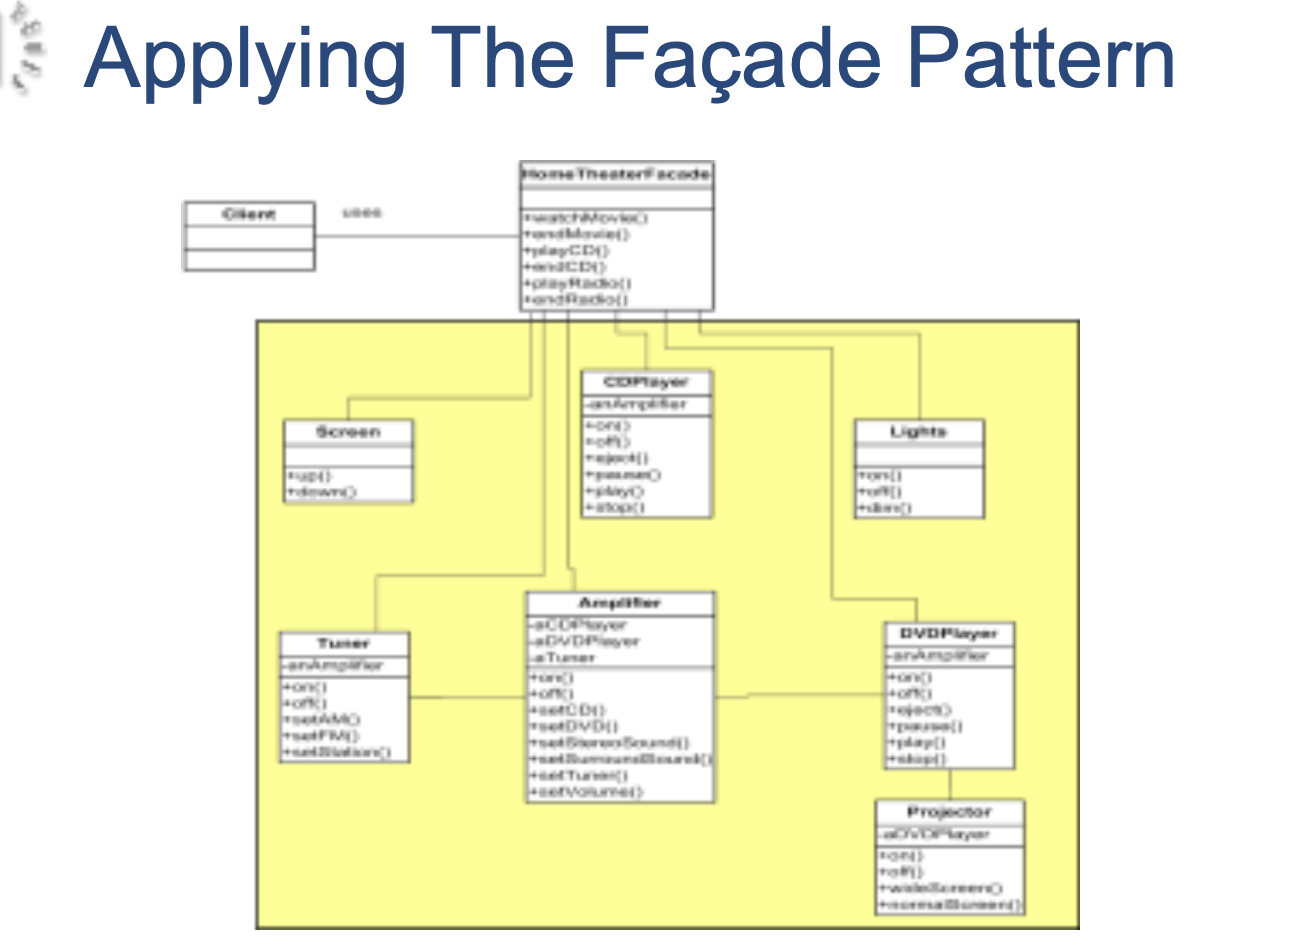 Applying The Façade Pattern
HomeTheaterFacade
+watchMovie()
+endMovie()
+playCD()
+endCD()
+playRadio()
+endRadio()
Client
uses
CDPlayer
-anAmplifier
+on()
+off()
+eject()
+pause()
+play()
+stop()
Screen
+up()
+down()
Lights
+on()
+off()
+dim()
Tuner
-anAmplifier
+on()
+off()
+setAM()
+setFM()
+setStation()
Amplifier
-aCDPlayer
-aDVDPlayer
-aTuner
+on()
+off()
+setCD()
+setDVD()
+setStereoSound()
+setSurroundSound()
+setTuner()
+setVolume()
DVDPlayer
-anAmplifier
+on()
+off()
+eject()
+pause()
+play()
+stop()
Projector
-aDVDPlayer
+on()
+off()
+wideScreen()
+normalScreen()